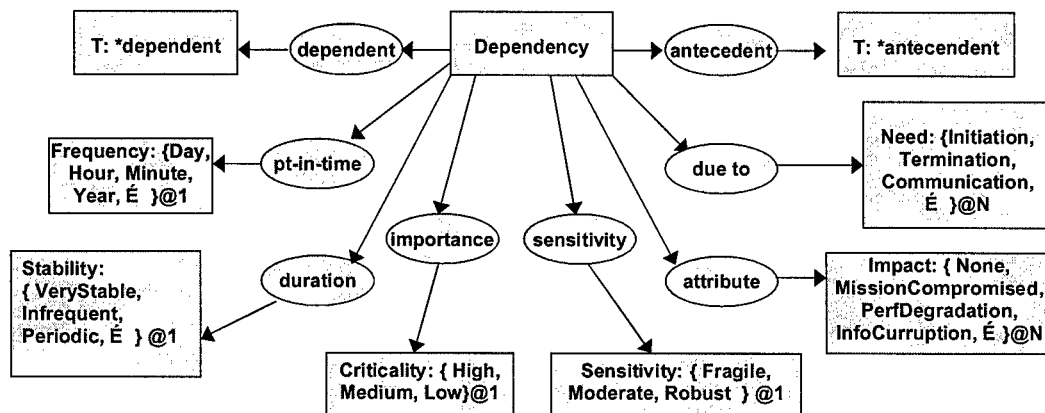 T: *dependent
dependent
Dependency
antecedent
T: *antecendent
Frequency: {Day,
Hour, Minute,
Year, É }@1
pt-in-time
due to
Need: {Initiation,
Termination,
Communication,
É }@N
importance
sensitivity
Stability:
{ VeryStable,
Infrequent,
Periodic, É } @1
duration
attribute
Impact: { None,
MissionCompromised,
PerfDegradation,
InfoCurruption, É }@N
Criticality: { High,
Medium, Low}@1
Sensitivity: { Fragile,
Moderate, Robust } @1